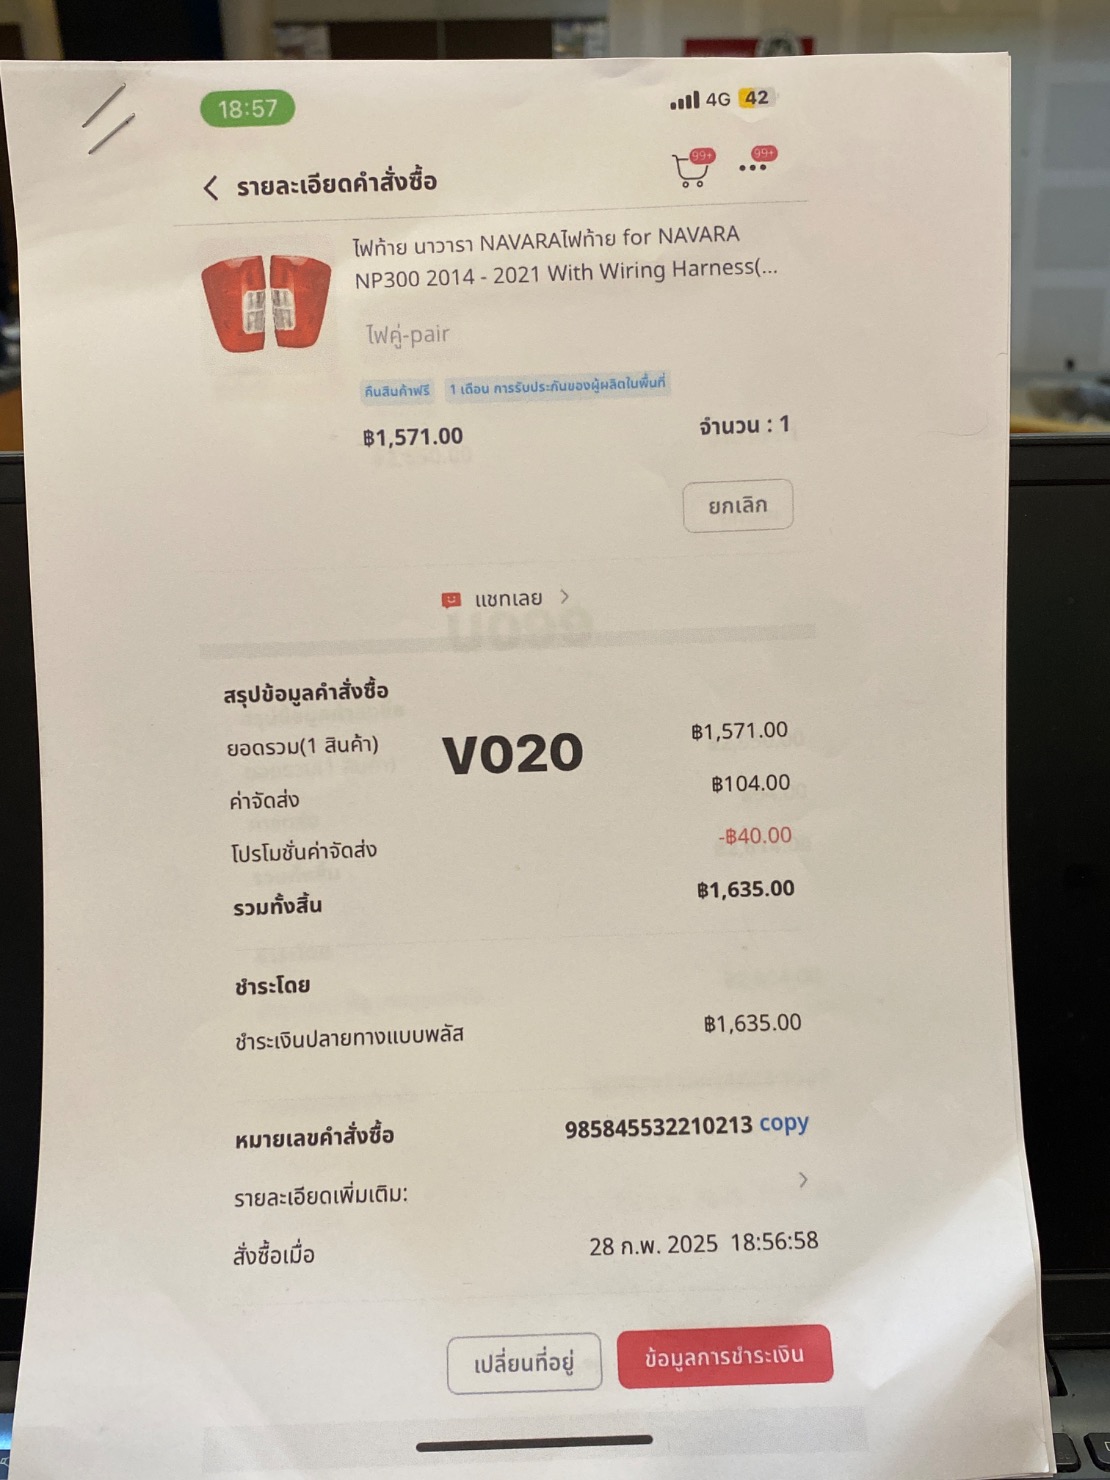 18:57
4G 42
99+ 99+
รายละเอียดคำสั่งซื้อ
ไฟท้าย นาวารา NAVARAไฟท้าย for NAVARA
NP300 2014 - 2021 With Wiring Harness(...
ไฟคู่-pair
คืนสินค้าฟรี 1 เดือน การรับประกันของผู้ผลิตในพื้นที่
฿1,571.00 จำนวน : 1
ยกเลิก
แชทเลย
สรุปข้อมูลคำสั่งซื้อ
ยอดรวม(1 สินค้า) ฿1,571.00
V020
ค่าจัดส่ง ฿104.00
โปรโมชั่นค่าจัดส่ง -฿40.00
รวมทั้งสิ้น ฿1,635.00
ชำระโดย
ชำระเงินปลายทางแบบพลัส ฿1,635.00
หมายเลขคำสั่งซื้อ 985845532210213 copy
รายละเอียดเพิ่มเติม:
สั่งซื้อเมื่อ 28 ก.พ. 2025 18:56:58
เปลี่ยนที่อยู่ ข้อมูลการชำระเงิน